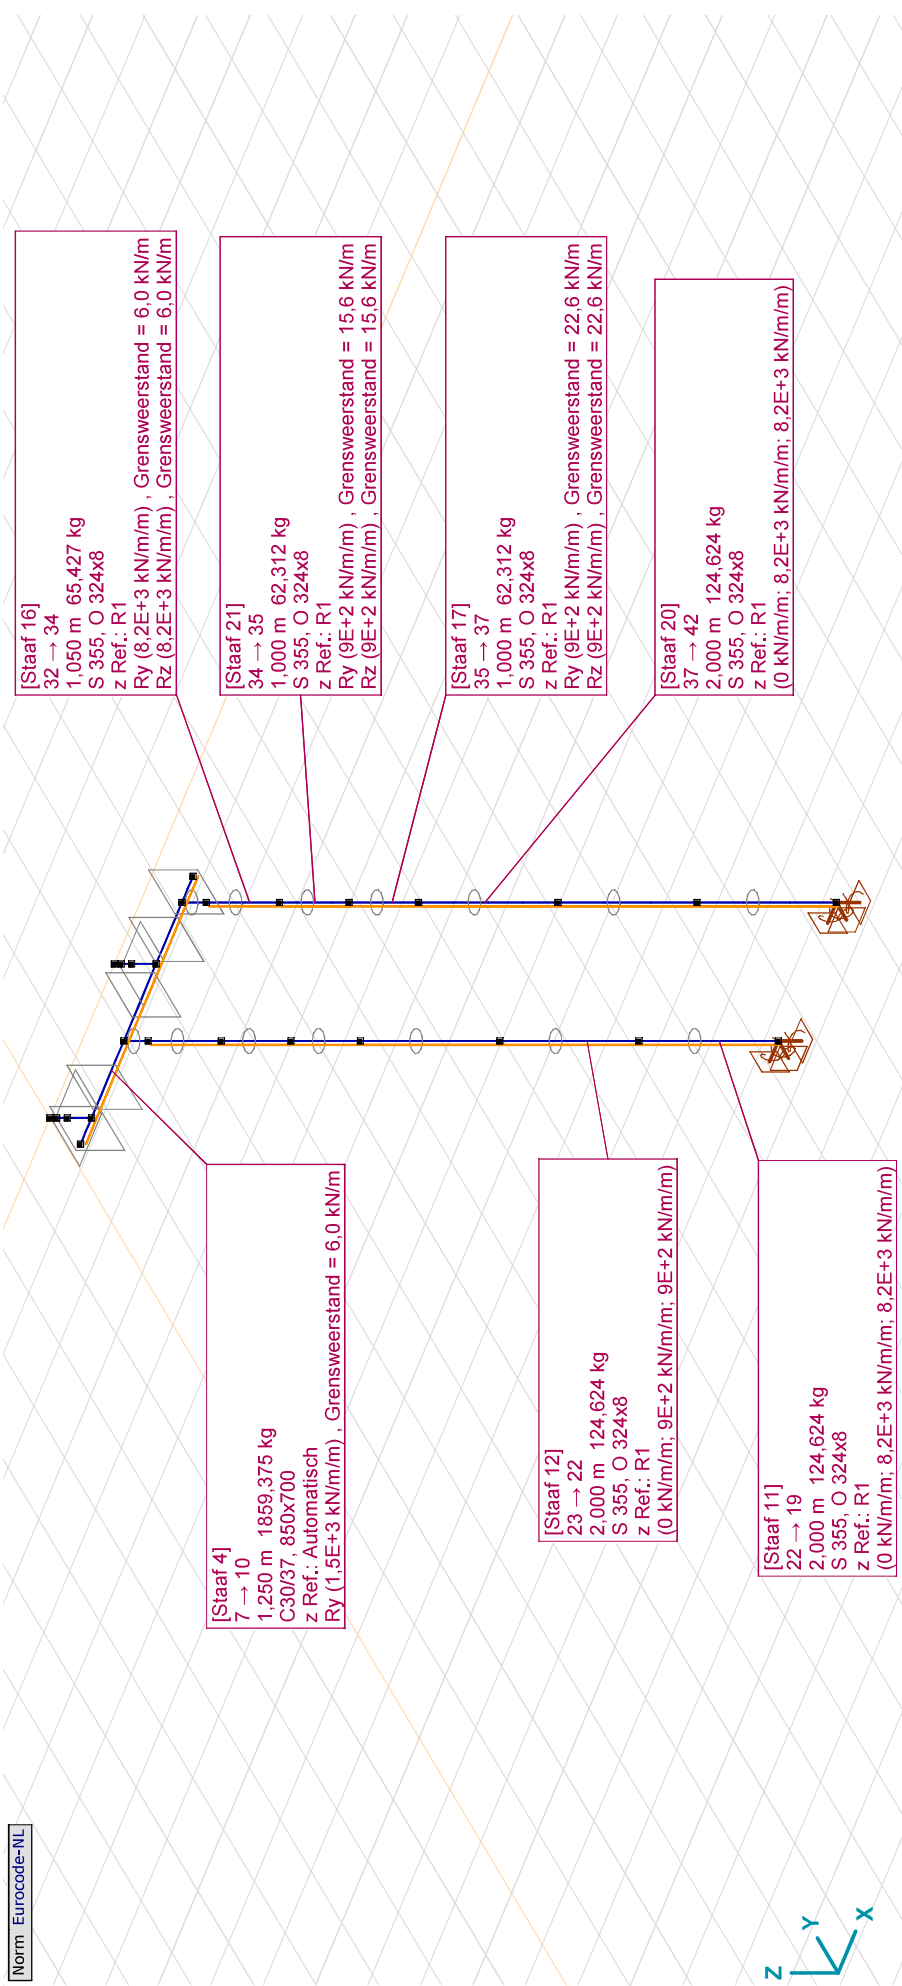 Norm Eurocode-NL
[Staaf 4]
7 → 10
1,250 m 1859,375 kg
C30/37, 850x700
z Ref.: Automatisch
Ry (1,5E+3 kN/m/m) , Grensweerstand = 6,0 kN/m
[Staaf 12]
23 → 22
2,000 m 124,624 kg
S 355, O 324x8
z Ref.: R1
(0 kN/m/m; 9E+2 kN/m/m; 9E+2 kN/m/m)
[Staaf 11]
22 → 19
2,000 m 124,624 kg
S 355, O 324x8
z Ref.: R1
(0 kN/m/m; 8,2E+3 kN/m/m; 8,2E+3 kN/m/m)
[Staaf 16]
32 → 34
1,050 m 65,427 kg
S 355, O 324x8
z Ref.: R1
Ry (8,2E+3 kN/m/m) , Grensweerstand = 6,0 kN/m
Rz (8,2E+3 kN/m/m) , Grensweerstand = 6,0 kN/m
[Staaf 21]
34 → 35
1,000 m 62,312 kg
S 355, O 324x8
z Ref.: R1
Ry (9E+2 kN/m/m) , Grensweerstand = 15,6 kN/m
Rz (9E+2 kN/m/m) , Grensweerstand = 15,6 kN/m
[Staaf 17]
35 → 37
1,000 m 62,312 kg
S 355, O 324x8
z Ref.: R1
Ry (9E+2 kN/m/m) , Grensweerstand = 22,6 kN/m
Rz (9E+2 kN/m/m) , Grensweerstand = 22,6 kN/m
[Staaf 20]
37 → 42
2,000 m 124,624 kg
S 355, O 324x8
z Ref.: R1
(0 kN/m/m; 8,2E+3 kN/m/m; 8,2E+3 kN/m/m)
Z
Y
X